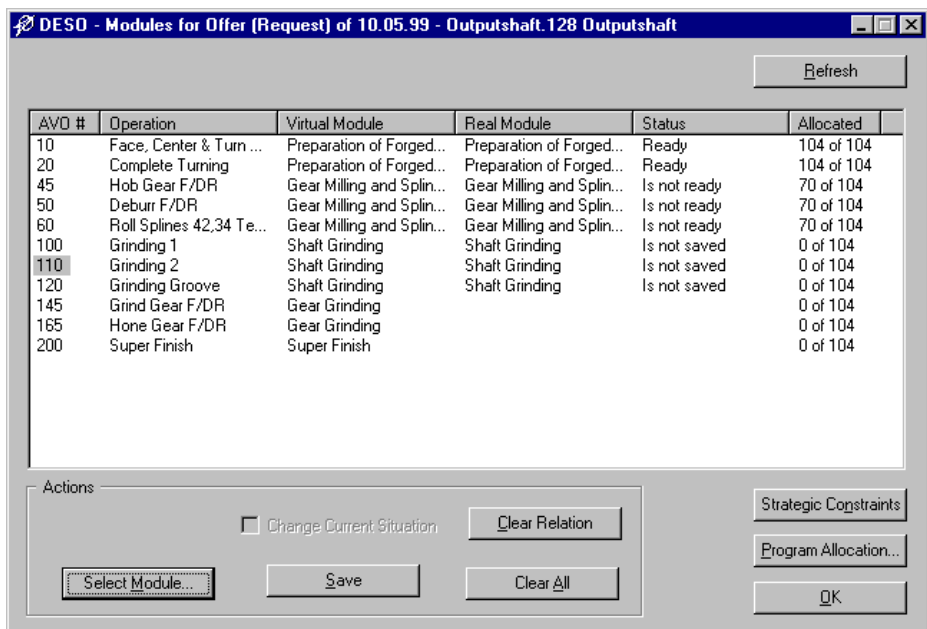 DESO - Modules for Offer (Request) of 10.05.99 - Outputshaft.128 Outputshaft
Refresh
AVO # Operation Virtual Module Real Module Status Allocated
10 Face, Center & Turn ... Preparation of Forged... Preparation of Forged... Ready 104 of 104
20 Complete Turning Preparation of Forged... Preparation of Forged... Ready 104 of 104
45 Hob Gear F/DR Gear Milling and Splin... Gear Milling and Splin... Is not ready 70 of 104
50 Deburr F/DR Gear Milling and Splin... Gear Milling and Splin... Is not ready 70 of 104
60 Roll Splines 42,34 Te... Gear Milling and Splin... Gear Milling and Splin... Is not ready 70 of 104
100 Grinding 1 Shaft Grinding Shaft Grinding Is not saved 0 of 104
110 Grinding 2 Shaft Grinding Shaft Grinding Is not saved 0 of 104
120 Grinding Groove Shaft Grinding Shaft Grinding Is not saved 0 of 104
145 Grind Gear F/DR Gear Grinding 0 of 104
165 Hone Gear F/DR Gear Grinding 0 of 104
200 Super Finish Super Finish 0 of 104
Actions
Change Current Situation
Clear Relation
Select Module...
Save
Clear All
Strategic Constraints
Program Allocation...
OK